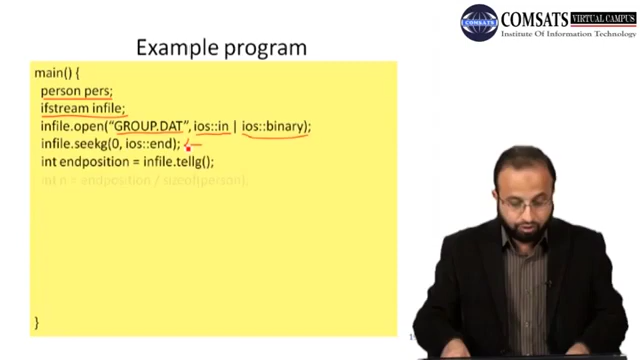 COMSATS VIRTUAL CAMPUS
Institute Of Information Technology
Example program
main() {
person pers;
ifstream infile;
infile.open("GROUP.DAT", ios::in | ios::binary);
infile.seekg(0, ios::end);
int endposition = infile.tellg();
int n = endposition / sizeof(person);
}